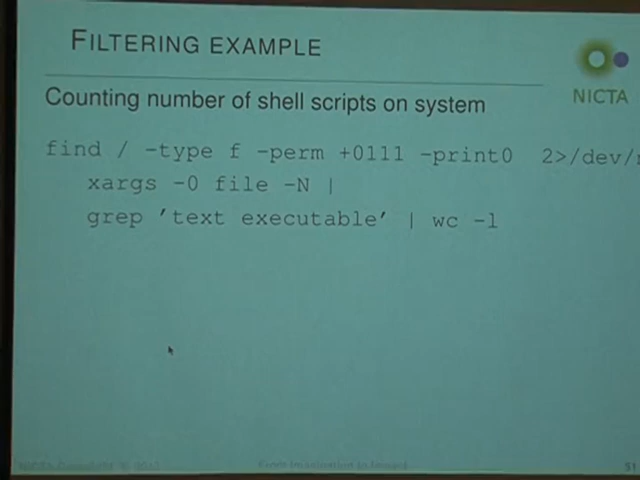 FILTERING EXAMPLE
NICTA
Counting number of shell scripts on system
find / -type f -perm +0111 -print0 2>/dev/
xargs -0 file -N |
grep 'text executable' | wc -l
51